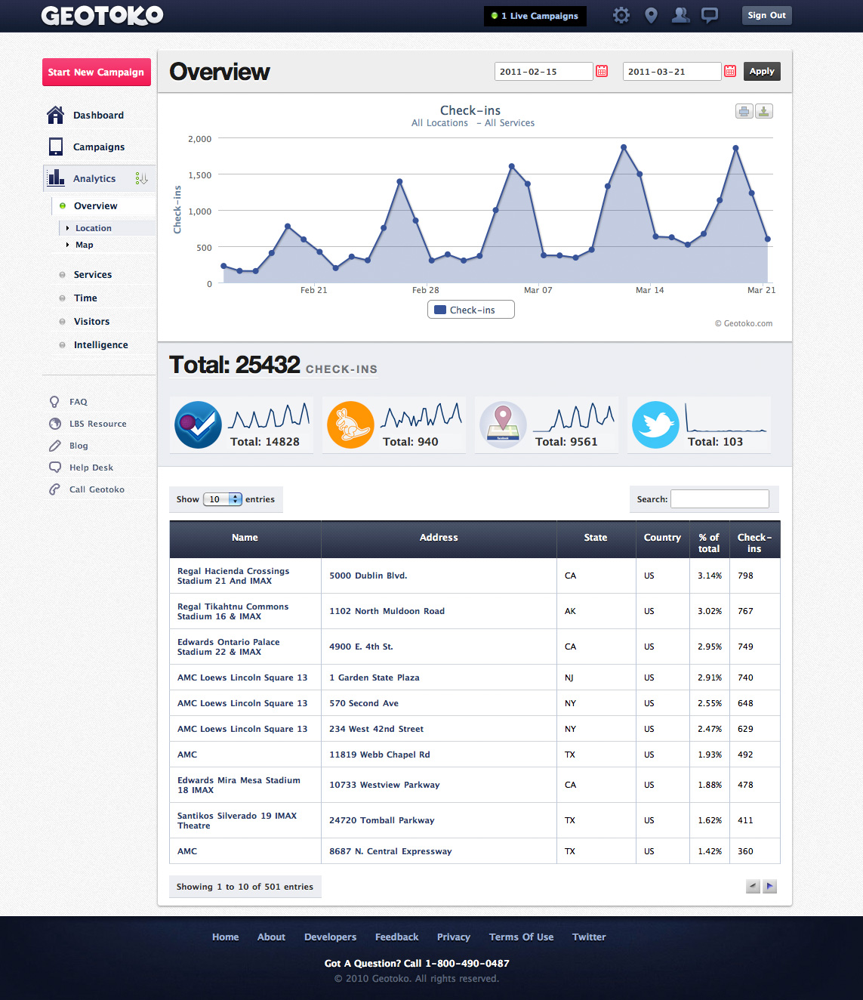 GEOTOKO
1 Live Campaigns
Sign Out
Start New Campaign
Dashboard
Campaigns
Analytics
Overview
Location
Map
Services
Time
Visitors
Intelligence
FAQ
LBS Resource
Blog
Help Desk
Call Geotoko
Overview
2011-02-15
2011-03-21
Apply
Check-ins
All Locations - All Services
Check-ins
2,000
1,500
1,000
500
0
Feb 21 Feb 28 Mar 07 Mar 14 Mar 21
Check-ins
© Geotoko.com
Total: 25432 CHECK-INS
Total: 14828
Total: 940
facebook
Total: 9561
Total: 103
Show 10 entries
Search:
Name Address State Country % of total Check-ins
Regal Hacienda Crossings
Stadium 21 And IMAX
5000 Dublin Blvd. CA US 3.14% 798
Regal Tikahtnu Commons
Stadium 16 & IMAX
1102 North Muldoon Road AK US 3.02% 767
Edwards Ontario Palace
Stadium 22 & IMAX
4900 E. 4th St. CA US 2.95% 749
AMC Loews Lincoln Square 13 1 Garden State Plaza NJ US 2.91% 740
AMC Loews Lincoln Square 13 570 Second Ave NY US 2.55% 648
AMC Loews Lincoln Square 13 234 West 42nd Street NY US 2.47% 629
AMC 11819 Webb Chapel Rd TX US 1.93% 492
Edwards Mira Mesa Stadium
18 IMAX
10733 Westview Parkway CA US 1.88% 478
Santikos Silverado 19 IMAX
Theatre
24720 Tomball Parkway TX US 1.62% 411
AMC 8687 N. Central Expressway TX US 1.42% 360
Showing 1 to 10 of 501 entries
Home About Developers Feedback Privacy Terms Of Use Twitter
Got A Question? Call 1-800-490-0487
© 2010 Geotoko. All rights reserved.